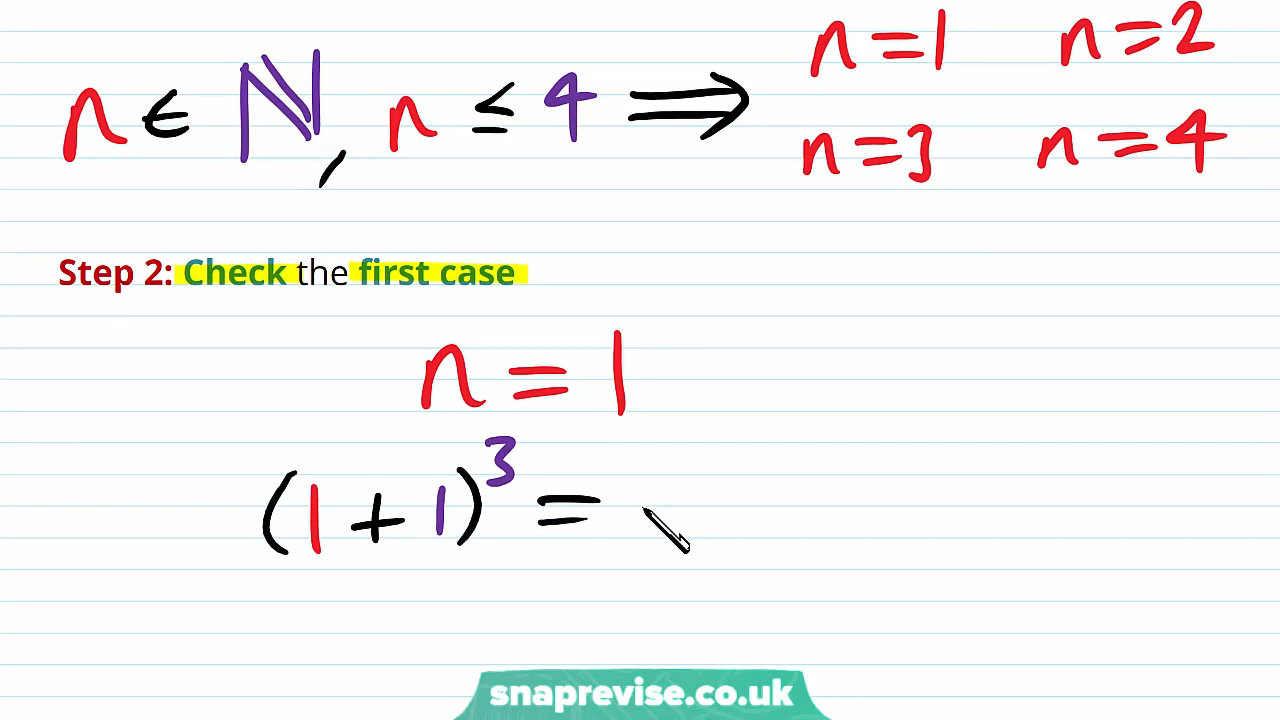 n ∈ ℕ, n ≤ 4 ⟹ n = 1 n = 2
n = 3 n = 4
Step 2: Check the first case
n = 1
(1 + 1)³ =
snaprevise.co.uk